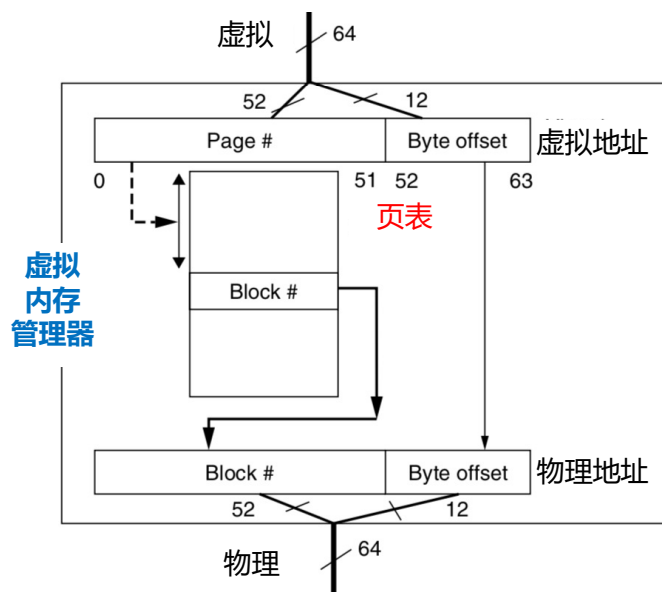 虚拟
64
52
12
Page #
Byte offset
虚拟地址
0
51
52
63
页表
虚拟
内存
管理器
Block #
Block #
Byte offset
物理地址
52
12
物理
64